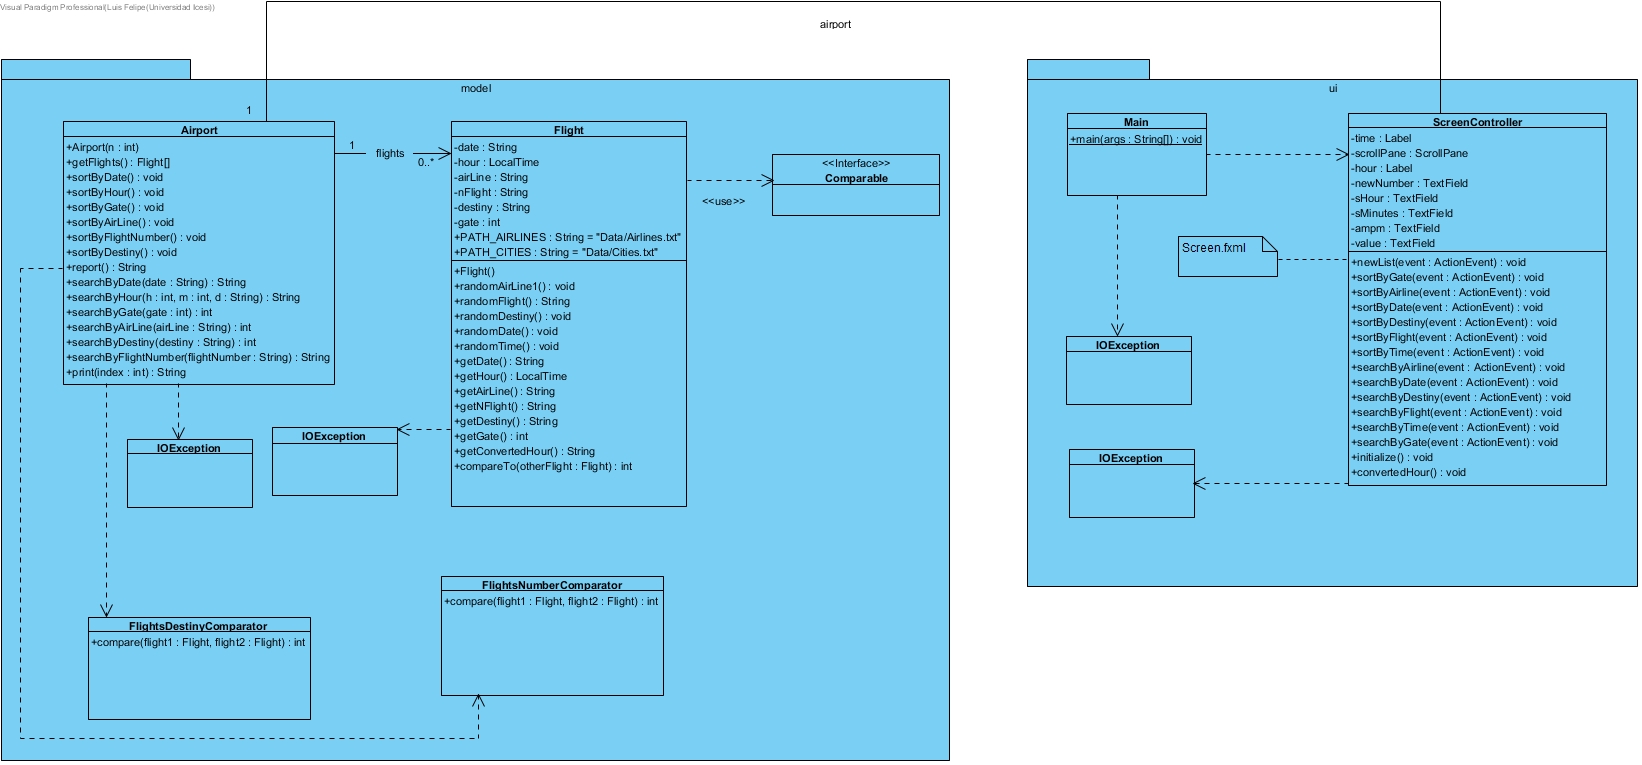 Visual Paradigm Professional(Luis Felipe(Universidad Icesi))
airport
model
1
Airport
+Airport(n : int)
+getFlights() : Flight[]
+sortByDate() : void
+sortByHour() : void
+sortByGate() : void
+sortByAirLine() : void
+sortByFlightNumber() : void
+sortByDestiny() : void
+report() : String
+searchByDate(date : String) : String
+searchByHour(h : int, m : int, d : String) : String
+searchByGate(gate : int) : int
+searchByAirLine(airLine : String) : int
+searchByDestiny(destiny : String) : int
+searchByFlightNumber(flightNumber : String) : String
+print(index : int) : String
1
flights
0..*
Flight
-date : String
-hour : LocalTime
-airLine : String
-nFlight : String
-destiny : String
-gate : int
+PATH_AIRLINES : String = "Data/Airlines.txt"
+PATH_CITIES : String = "Data/Cities.txt"
+Flight()
+randomAirLine1() : void
+randomFlight() : String
+randomDestiny() : void
+randomDate() : void
+randomTime() : void
+getDate() : String
+getHour() : LocalTime
+getAirLine() : String
+getNFlight() : String
+getDestiny() : String
+getGate() : int
+getConvertedHour() : String
+compareTo(otherFlight : Flight) : int
<<use>>
<<Interface>>
Comparable
IOException
IOException
FlightsDestinyComparator
+compare(flight1 : Flight, flight2 : Flight) : int
FlightsNumberComparator
+compare(flight1 : Flight, flight2 : Flight) : int
ui
Main
+main(args : String[]) : void
Screen.fxml
IOException
IOException
ScreenController
-time : Label
-scrollPane : ScrollPane
-hour : Label
-newNumber : TextField
-sHour : TextField
-sMinutes : TextField
-ampm : TextField
-value : TextField
+newList(event : ActionEvent) : void
+sortByGate(event : ActionEvent) : void
+sortByAirline(event : ActionEvent) : void
+sortByDate(event : ActionEvent) : void
+sortByDestiny(event : ActionEvent) : void
+sortByFlight(event : ActionEvent) : void
+sortByTime(event : ActionEvent) : void
+searchByAirline(event : ActionEvent) : void
+searchByDate(event : ActionEvent) : void
+searchByDestiny(event : ActionEvent) : void
+searchByFlight(event : ActionEvent) : void
+searchByTime(event : ActionEvent) : void
+searchByGate(event : ActionEvent) : void
+initialize() : void
+convertedHour() : void